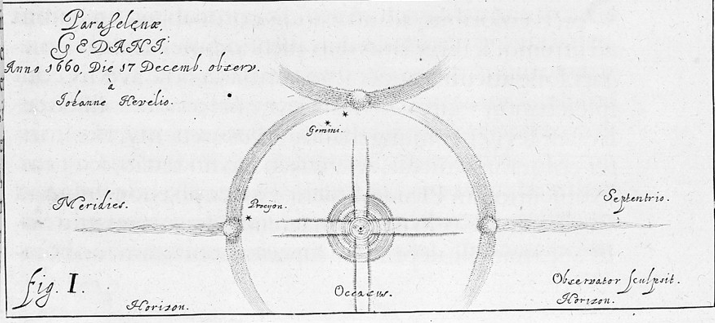 Paraselenæ
GEDANI.
Anno 1660, Die 17 Decemb. observ.
à
Iohanne Hevelio.
Gemini.
Meridies.
Procyon.
Septentrio.
fig. I.
Occasus.
Observator sculpsit.
Horizon.
Horizon.